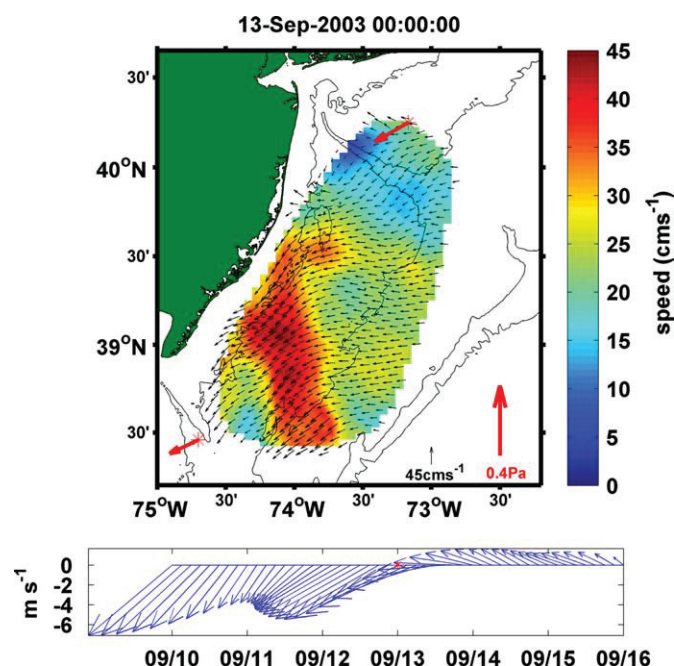 13-Sep-2003 00:00:00
30'
40°N
30'
39°N
30'
75°W 30' 74°W 30' 73°W 30'
45cms⁻¹
0.4Pa
45
40
35
30
25
20
15
10
5
0
speed (cms⁻¹)
m s⁻¹
0
-2
-4
-6
09/10 09/11 09/12 09/13 09/14 09/15 09/16